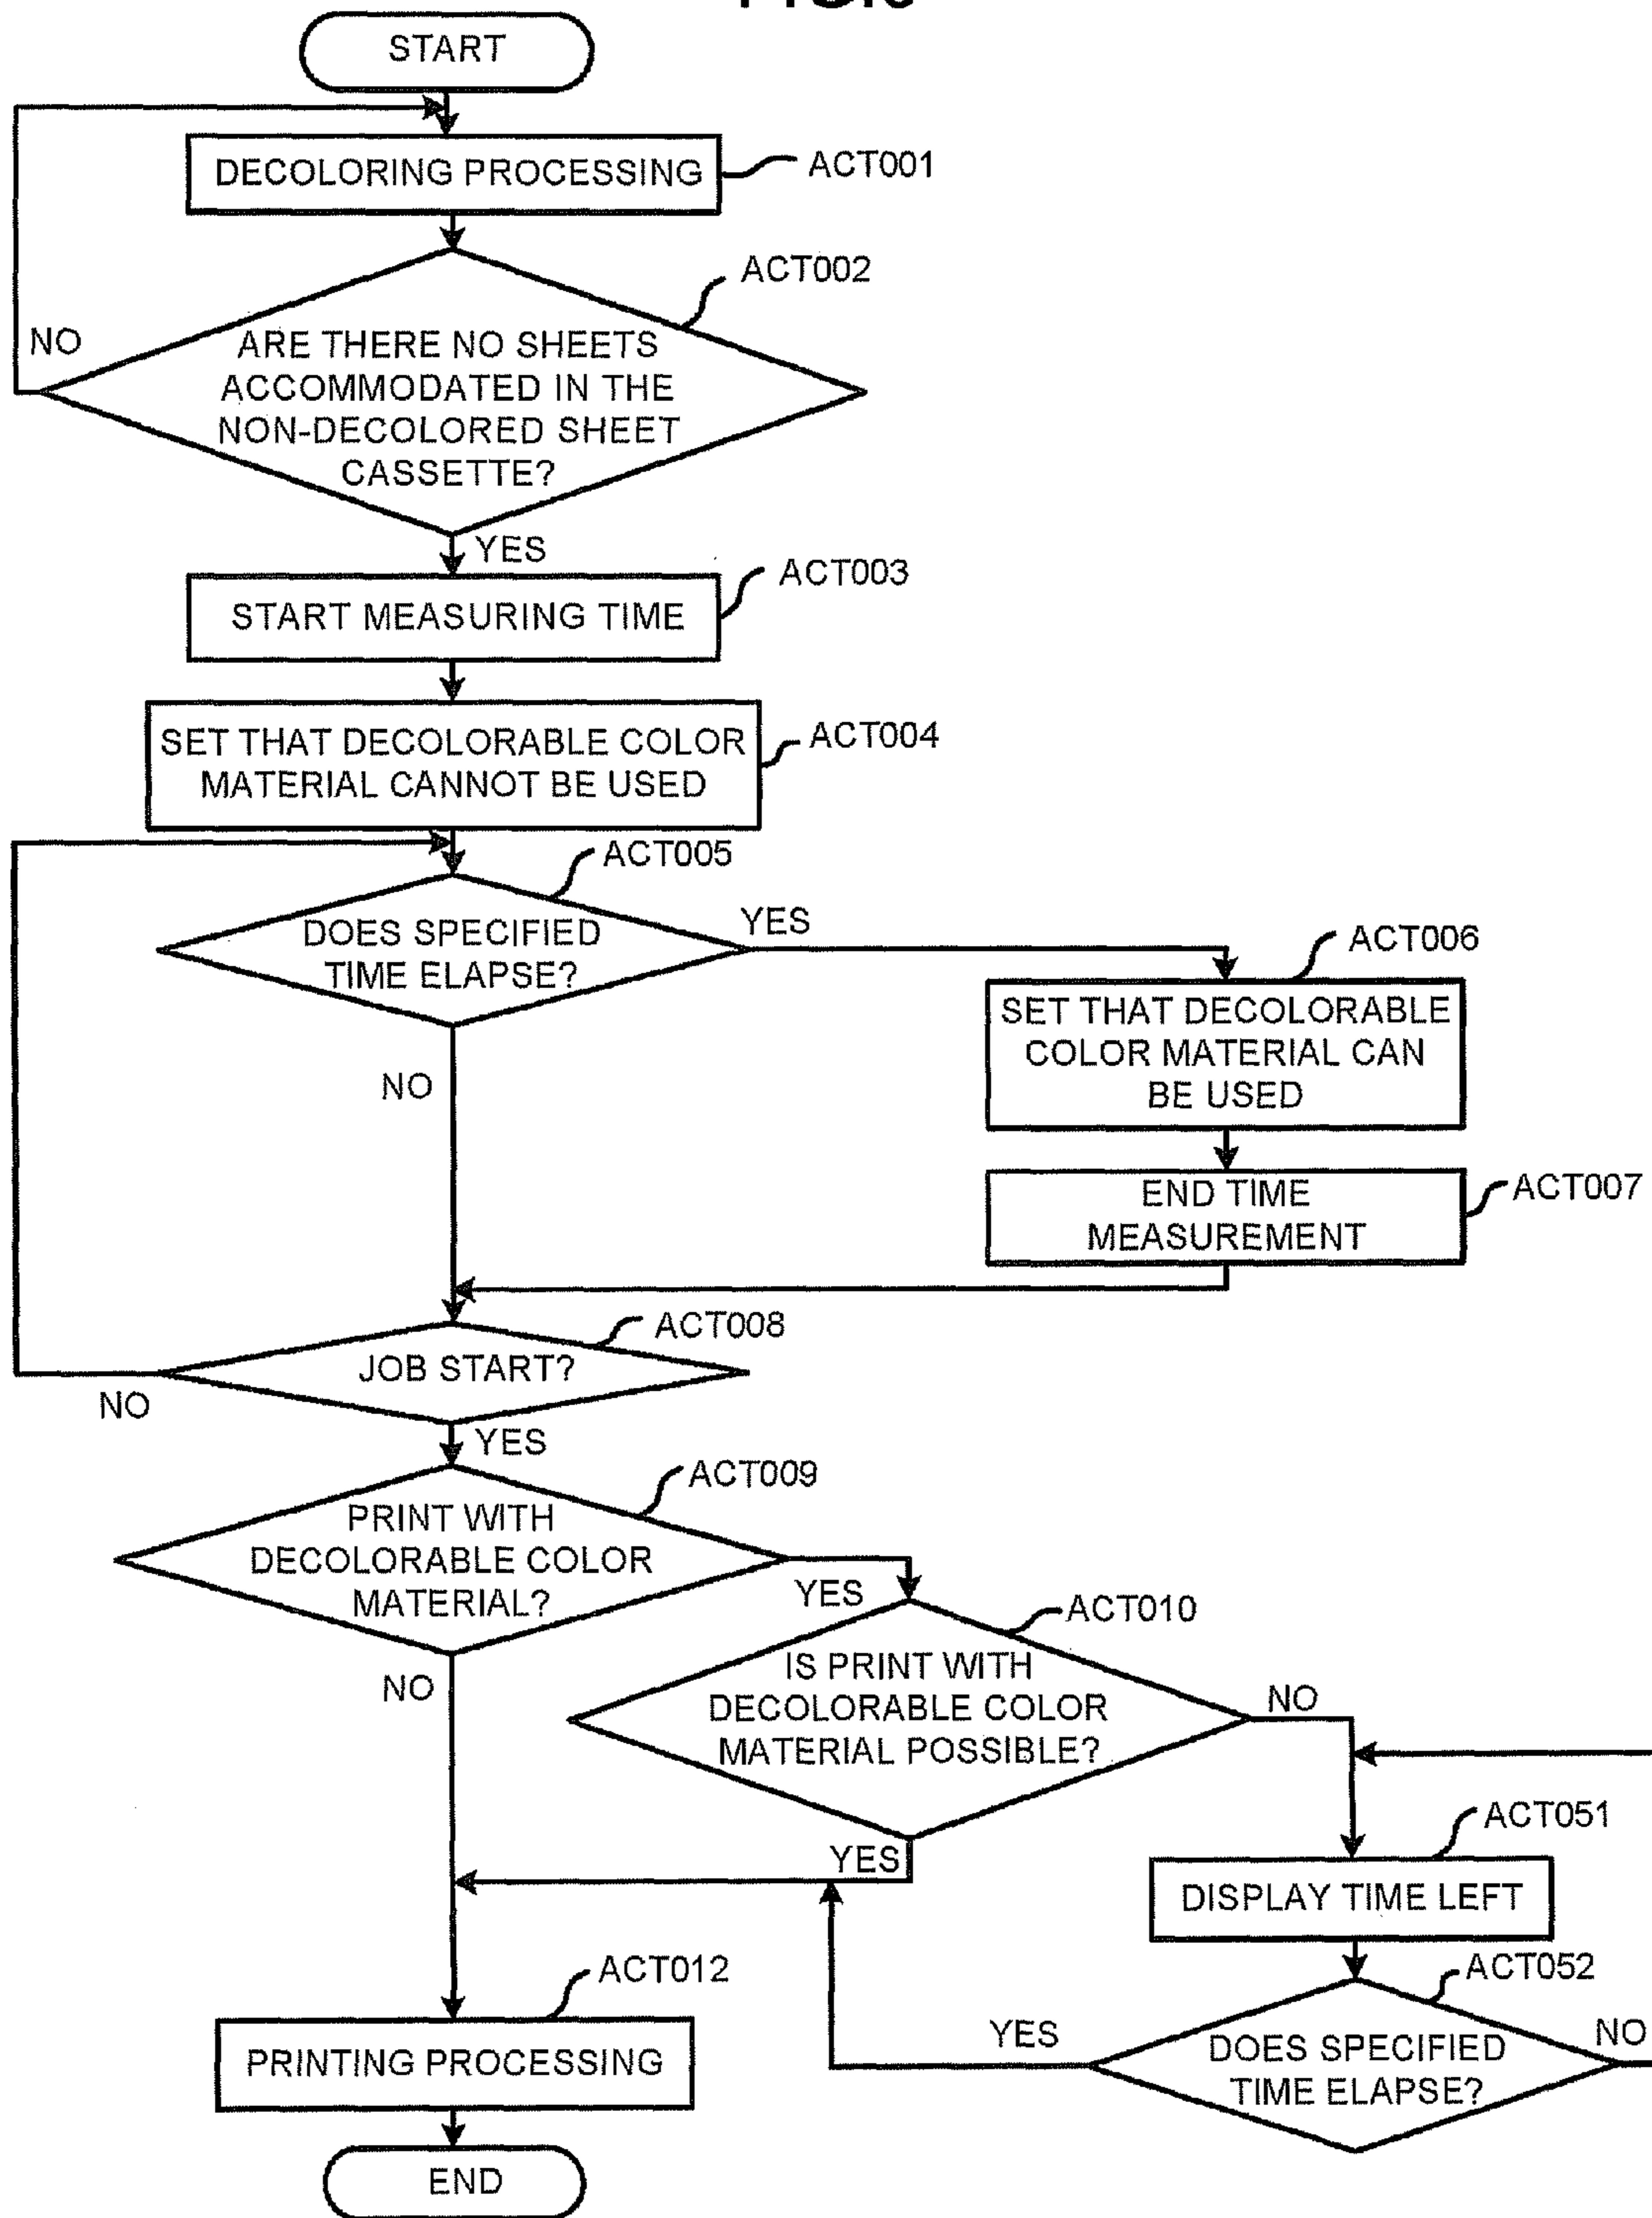 START
DECOLORING PROCESSING
ACT001
ACT002
NO
ARE THERE NO SHEETS
ACCOMMODATED IN THE
NON-DECOLORED SHEET
CASSETTE?
YES
ACT003
START MEASURING TIME
SET THAT DECOLORABLE COLOR
MATERIAL CANNOT BE USED
ACT004
ACT005
DOES SPECIFIED
TIME ELAPSE?
YES
ACT006
SET THAT DECOLORABLE
COLOR MATERIAL CAN
BE USED
NO
END TIME
MEASUREMENT
ACT007
ACT008
JOB START?
NO
YES
ACT009
PRINT WITH
DECOLORABLE COLOR
MATERIAL?
YES
ACT010
NO
IS PRINT WITH
DECOLORABLE COLOR
MATERIAL POSSIBLE?
NO
YES
ACT051
DISPLAY TIME LEFT
ACT052
ACT012
PRINTING PROCESSING
YES
DOES SPECIFIED
TIME ELAPSE?
NO
END